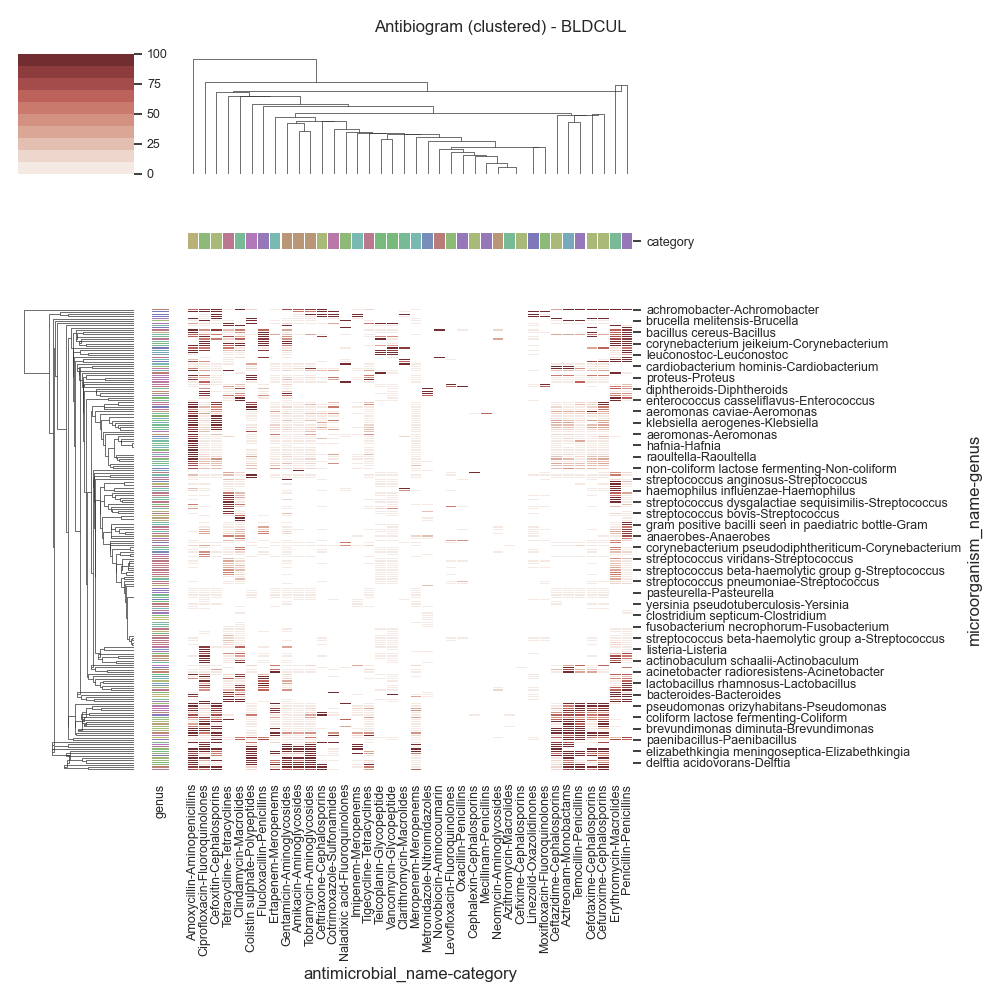 Antibiogram (clustered) - BLDCUL
100
75
50
25
0
category
achromobacter-Achromobacter
brucella melitensis-Brucella
bacillus cereus-Bacillus
corynebacterium jeikeium-Corynebacterium
leuconostoc-Leuconostoc
cardiobacterium hominis-Cardiobacterium
proteus-Proteus
diphtheroids-Diphtheroids
enterococcus casseliflavus-Enterococcus
aeromonas caviae-Aeromonas
klebsiella aerogenes-Klebsiella
aeromonas-Aeromonas
hafnia-Hafnia
raoultella-Raoultella
non-coliform lactose fermenting-Non-coliform
streptococcus anginosus-Streptococcus
haemophilus influenzae-Haemophilus
streptococcus dysgalactiae sequisimilis-Streptococcus
streptococcus bovis-Streptococcus
gram positive bacilli seen in paediatric bottle-Gram
anaerobes-Anaerobes
corynebacterium pseudodiphtheriticum-Corynebacterium
streptococcus viridans-Streptococcus
streptococcus beta-haemolytic group g-Streptococcus
streptococcus pneumoniae-Streptococcus
pasteurella-Pasteurella
yersinia pseudotuberculosis-Yersinia
clostridium septicum-Clostridium
fusobacterium necrophorum-Fusobacterium
streptococcus beta-haemolytic group a-Streptococcus
listeria-Listeria
actinobaculum schaalii-Actinobaculum
acinetobacter radioresistens-Acinetobacter
lactobacillus rhamnosus-Lactobacillus
bacteroides-Bacteroides
pseudomonas orizyhabitans-Pseudomonas
coliform lactose fermenting-Coliform
brevundimonas diminuta-Brevundimonas
paenibacillus-Paenibacillus
elizabethkingia meningoseptica-Elizabethkingia
delftia acidovorans-Delftia
microorganism_name-genus
genus
Amoxycillin-Aminopenicillins
Ciprofloxacin-Fluoroquinolones
Cefoxitin-Cephalosporins
Tetracycline-Tetracyclines
Clindamycin-Macrolides
Colistin sulphate-Polypeptides
Flucloxacillin-Penicillins
Ertapenem-Meropenems
Gentamicin-Aminoglycosides
Amikacin-Aminoglycosides
Tobramycin-Aminoglycosides
Ceftriaxone-Cephalosporins
Cotrimoxazole-Sulfonamides
Naladixic acid-Fluoroquinolones
Imipenem-Meropenems
Tigecycline-Tetracyclines
Teicoplanin-Glycopeptide
Vancomycin-Glycopeptide
Clarithromycin-Macrolides
Meropenem-Meropenems
Metronidazole-Nitroimidazoles
Novobiocin-Aminocoumarin
Levofloxacin-Fluoroquinolones
Oxacillin-Penicillins
Cephalexin-Cephalosporins
Mecillinam-Penicillins
Neomycin-Aminoglycosides
Azithromycin-Macrolides
Cefixime-Cephalosporins
Linezolid-Oxazolidinones
Moxifloxacin-Fluoroquinolones
Ceftazidime-Cephalosporins
Aztreonam-Monobactams
Temocillin-Penicillins
Cefotaxime-Cephalosporins
Cefuroxime-Cephalosporins
Erythromycin-Macrolides
Penicillin-Penicillins
antimicrobial_name-category